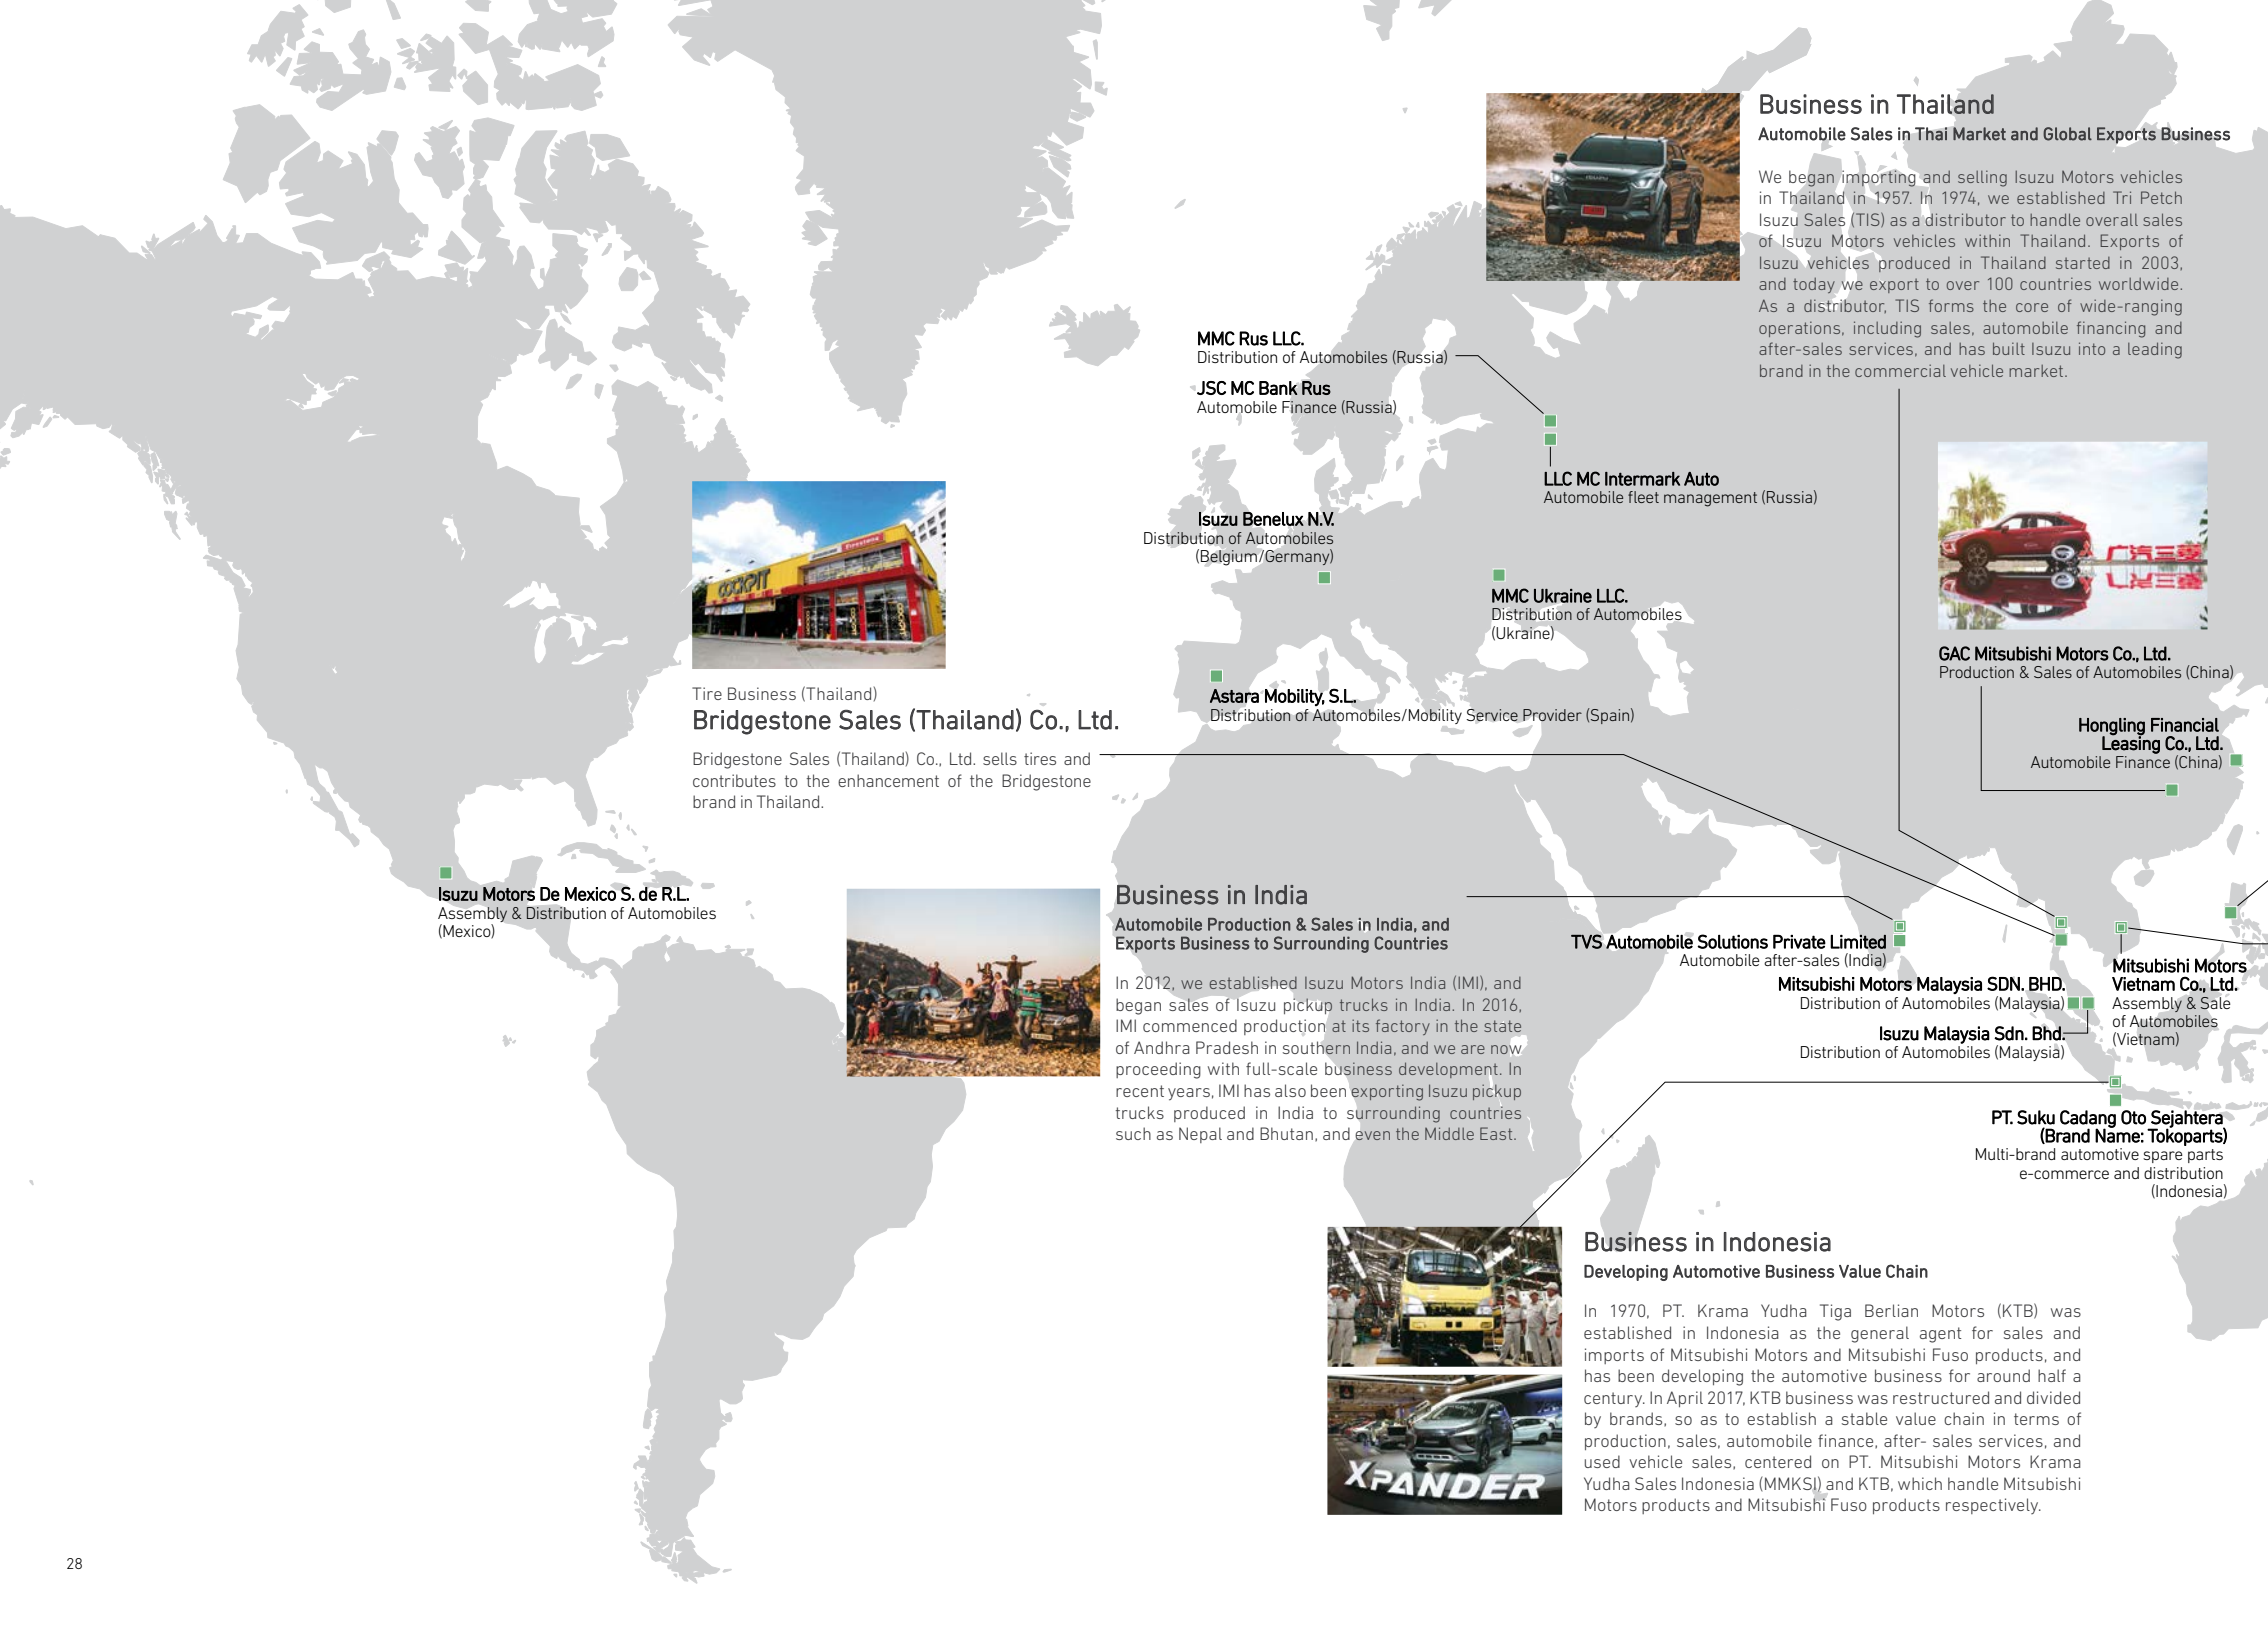 Business in Thailand
Automobile Sales in Thai Market and Global Exports Business
We began importing and selling Isuzu Motors vehicles
in Thailand in 1957. In 1974, we established Tri Petch
Isuzu Sales (TIS) as a distributor to handle overall sales
of Isuzu Motors vehicles within Thailand. Exports of
Isuzu vehicles produced in Thailand started in 2003,
and today we export to over 100 countries worldwide.
As a distributor, TIS forms the core of wide-ranging
operations, including sales, automobile financing and
after-sales services, and has built Isuzu into a leading
brand in the commercial vehicle market.
MMC Rus LLC.
Distribution of Automobiles (Russia)
JSC MC Bank Rus
Automobile Finance (Russia)
LLC MC Intermark Auto
Automobile fleet management (Russia)
Isuzu Benelux N.V.
Distribution of Automobiles
(Belgium/Germany)
MMC Ukraine LLC.
Distribution of Automobiles
(Ukraine)
Astara Mobility, S.L.
Distribution of Automobiles/Mobility Service Provider (Spain)
广汽三菱
GAC Mitsubishi Motors Co., Ltd.
Production & Sales of Automobiles (China)
Hongling Financial
Leasing Co., Ltd.
Automobile Finance (China)
COCKPIT
Firestone
Tire Business (Thailand)
Bridgestone Sales (Thailand) Co., Ltd.
Bridgestone Sales (Thailand) Co., Ltd. sells tires and
contributes to the enhancement of the Bridgestone
brand in Thailand.
Isuzu Motors De Mexico S. de R.L.
Assembly & Distribution of Automobiles
(Mexico)
Business in India
Automobile Production & Sales in India, and
Exports Business to Surrounding Countries
In 2012, we established Isuzu Motors India (IMI), and
began sales of Isuzu pickup trucks in India. In 2016,
IMI commenced production at its factory in the state
of Andhra Pradesh in southern India, and we are now
proceeding with full-scale business development. In
recent years, IMI has also been exporting Isuzu pickup
trucks produced in India to surrounding countries
such as Nepal and Bhutan, and even the Middle East.
TVS Automobile Solutions Private Limited
Automobile after-sales (India)
Mitsubishi Motors Malaysia SDN. BHD.
Distribution of Automobiles (Malaysia)
Isuzu Malaysia Sdn. Bhd.
Distribution of Automobiles (Malaysia)
Mitsubishi Motors
Vietnam Co., Ltd.
Assembly & Sale
of Automobiles
(Vietnam)
PT. Suku Cadang Oto Sejahtera
(Brand Name: Tokoparts)
Multi-brand automotive spare parts
e-commerce and distribution
(Indonesia)
XPANDER
Business in Indonesia
Developing Automotive Business Value Chain
In 1970, PT. Krama Yudha Tiga Berlian Motors (KTB) was
established in Indonesia as the general agent for sales and
imports of Mitsubishi Motors and Mitsubishi Fuso products, and
has been developing the automotive business for around half a
century. In April 2017, KTB business was restructured and divided
by brands, so as to establish a stable value chain in terms of
production, sales, automobile finance, after- sales services, and
used vehicle sales, centered on PT. Mitsubishi Motors Krama
Yudha Sales Indonesia (MMKSI) and KTB, which handle Mitsubishi
Motors products and Mitsubishi Fuso products respectively.
28